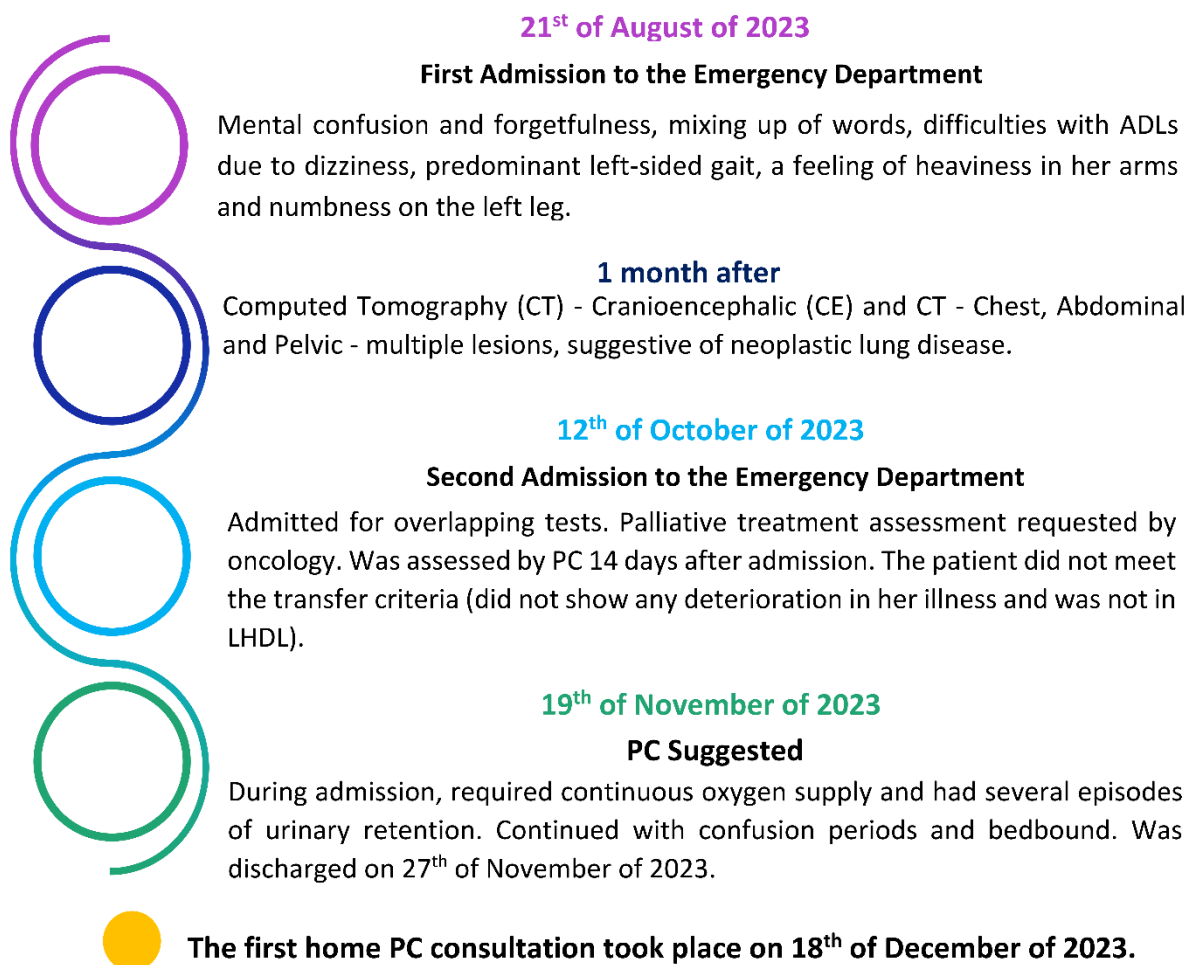 21st of August of 2023
First Admission to the Emergency Department
Mental confusion and forgetfulness, mixing up of words, difficulties with ADLs
due to dizziness, predominant left-sided gait, a feeling of heaviness in her arms
and numbness on the left leg.
1 month after
Computed Tomography (CT) - Cranioencephalic (CE) and CT - Chest, Abdominal
and Pelvic - multiple lesions, suggestive of neoplastic lung disease.
12th of October of 2023
Second Admission to the Emergency Department
Admitted for overlapping tests. Palliative treatment assessment requested by
oncology. Was assessed by PC 14 days after admission. The patient did not meet
the transfer criteria (did not show any deterioration in her illness and was not in
LHDL).
19th of November of 2023
PC Suggested
During admission, required continuous oxygen supply and had several episodes
of urinary retention. Continued with confusion periods and bedbound. Was
discharged on 27th of November of 2023.
The first home PC consultation took place on 18th of December of 2023.